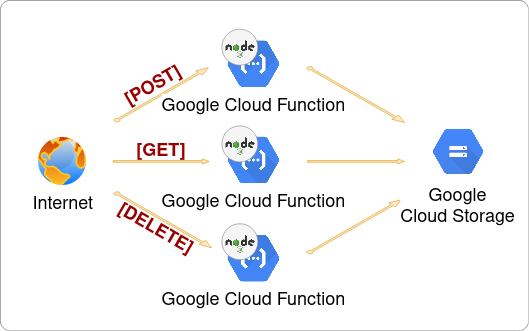 [POST]
node
Google Cloud Function
[GET]
node
Google Cloud Function
Internet
Google
Cloud Storage
[DELETE]
node
Google Cloud Function